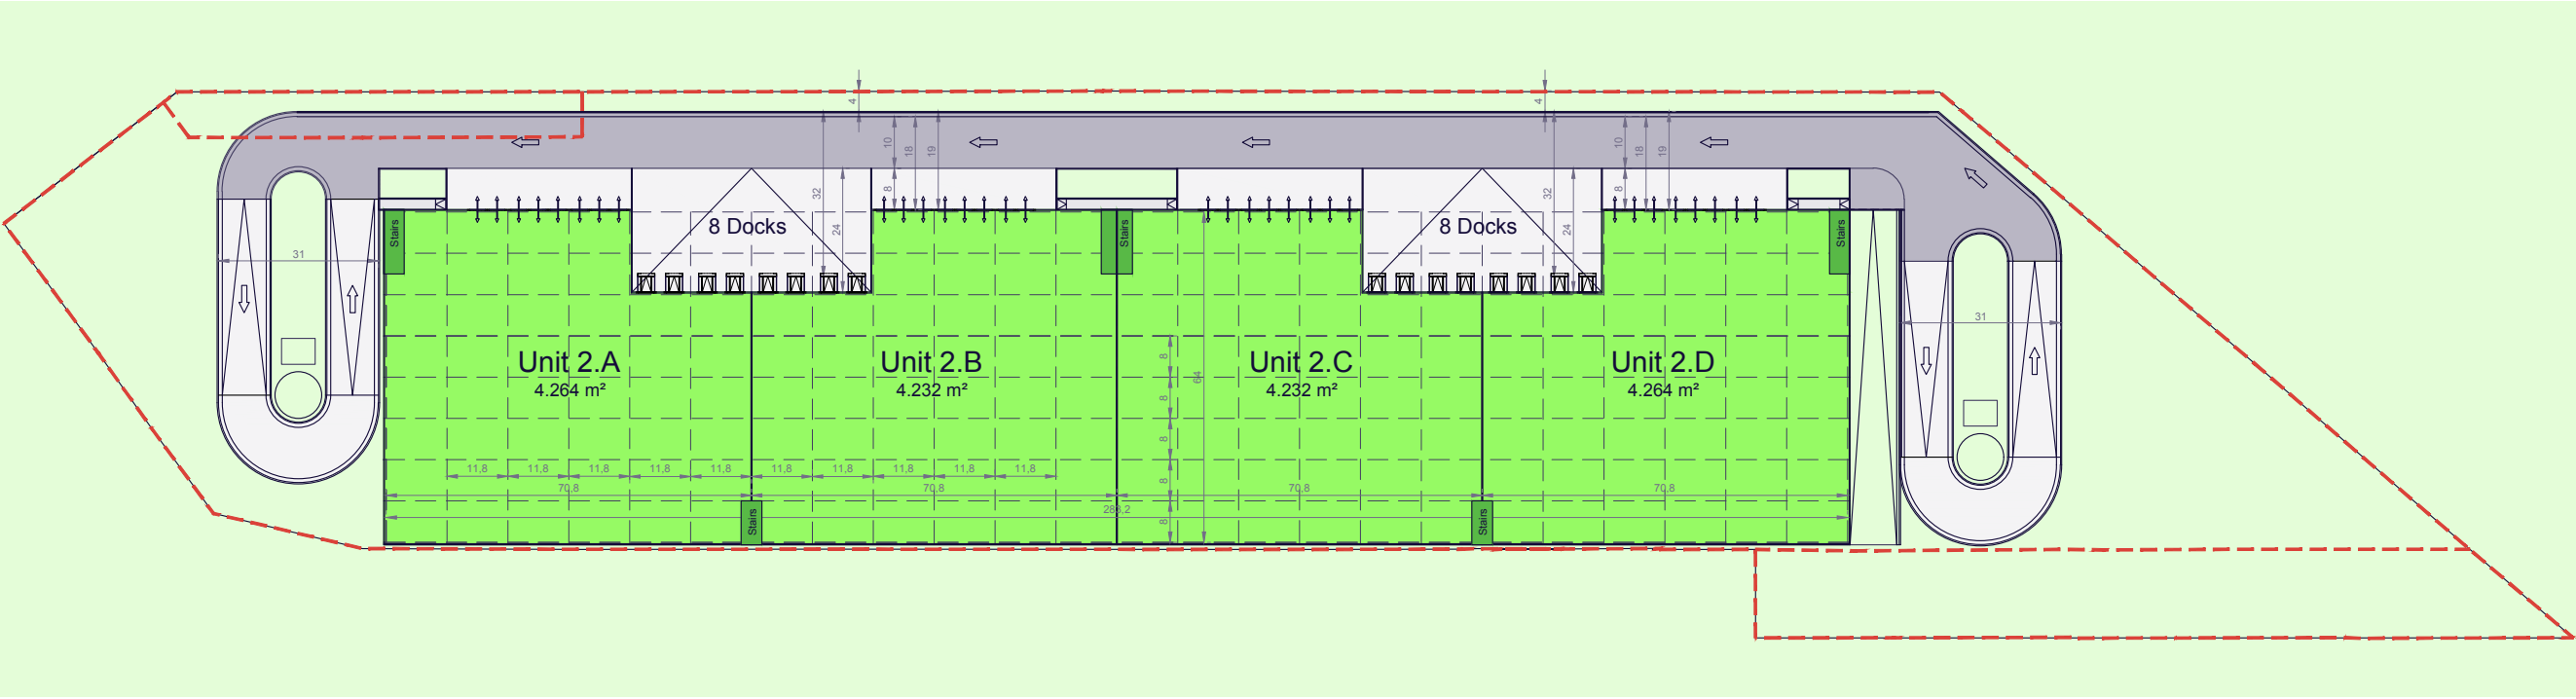 4
4
10
18
19
10
18
19
32
8
32
8
Stairs
8 Docks
24
Stairs
8 Docks
24
Stairs
31
31
Unit 2.A
4.264 m²
Unit 2.B
4.232 m²
Unit 2.C
4.232 m²
Unit 2.D
4.264 m²
8
64
8
8
8
8
11,8 11,8 11,8 11,8 11,8 11,8 11,8 11,8 11,8 11,8
70,8 70,8 70,8 70,8
283,2
Stairs
Stairs